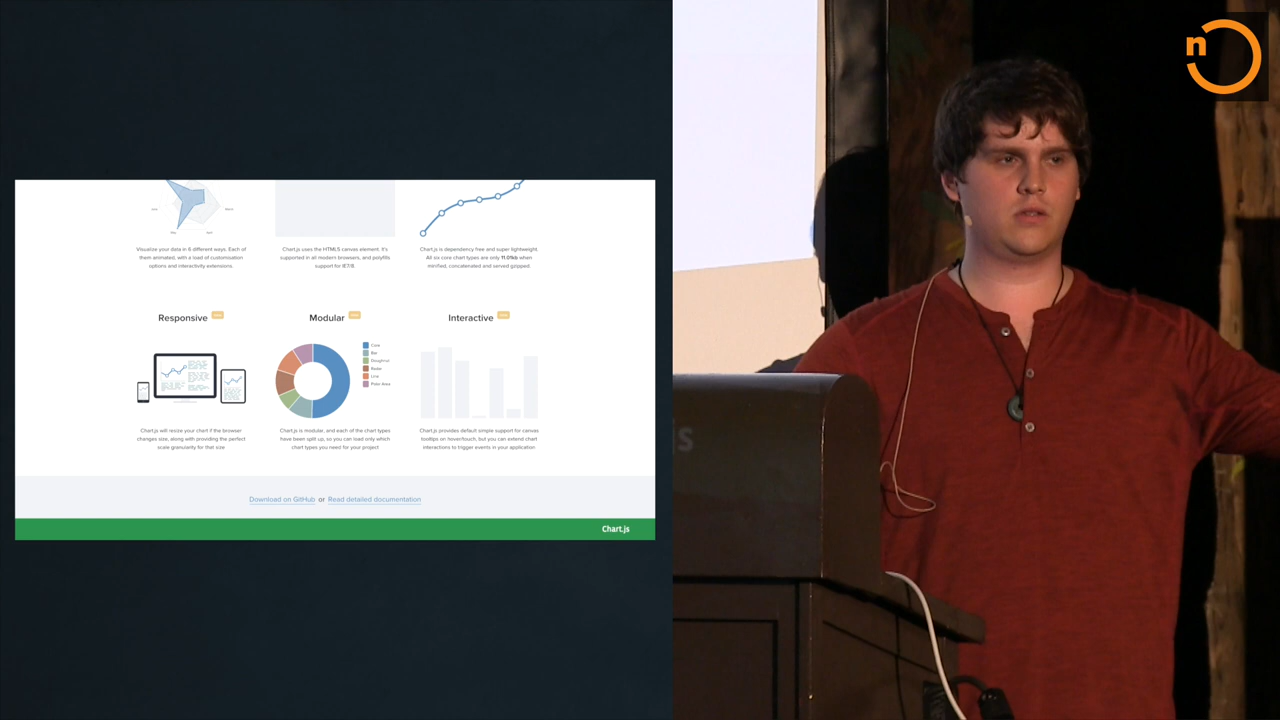 n
June
March
May
April
Visualize your data in 6 different ways. Each of
them animated, with a load of customisation
options and interactivity extensions.
Chart.js uses the HTML5 canvas element. It's
supported in all modern browsers, and polyfills
support for IE7/8.
Chart.js is dependency free and super lightweight.
All six core chart types are only 11.01kb when
minified, concatenated and served gzipped.
Responsive
Modular
Interactive
Core
Bar
Doughnut
Radar
Line
Polar Area
Chart.js will resize your chart if the browser
changes size, along with providing the perfect
scale granularity for that size
Chart.js is modular, and each of the chart types
have been split up, so you can load only which
chart types you need for your project
Chart.js provides default simple support for canvas
tooltips on hover/touch, but you can extend chart
interactions to trigger events in your application
Download on GitHub or Read detailed documentation
Chart.js
JS